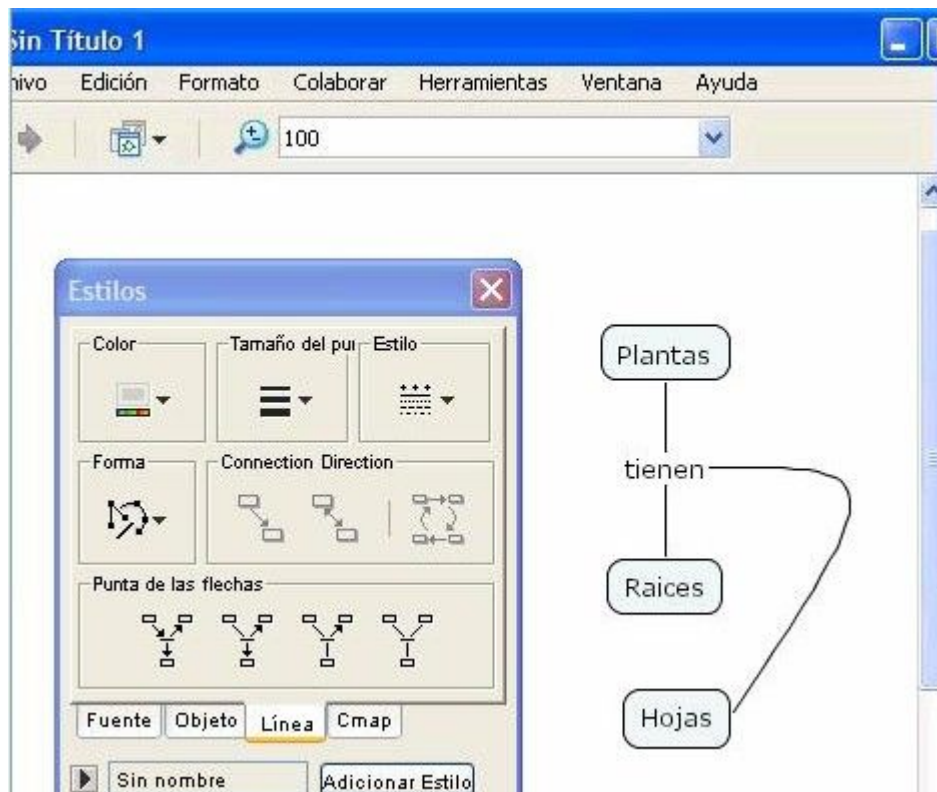 Sin Título 1
hivo Edición Formato Colaborar Herramientas Ventana Ayuda
100
Estilos
Color Tamaño del pu Estilo
Forma Connection Direction
Punta de las flechas
Fuente Objeto Línea Cmap
Sin nombre Adicionar Estilo
Plantas
tienen
Raices
Hojas